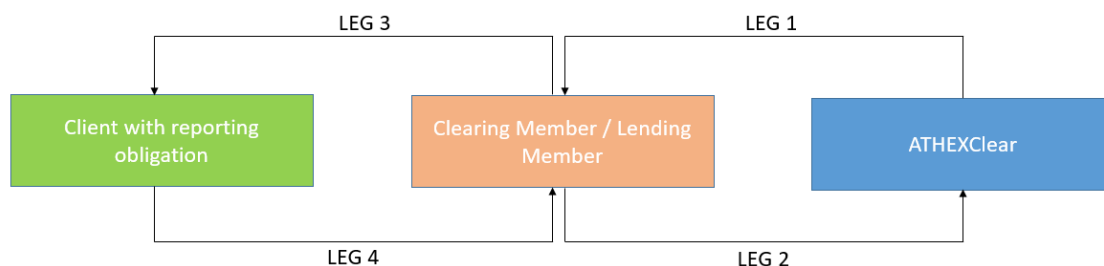 LEG 3
LEG 1
Client with reporting
obligation
Clearing Member / Lending
Member
ATHEXClear
LEG 4
LEG 2